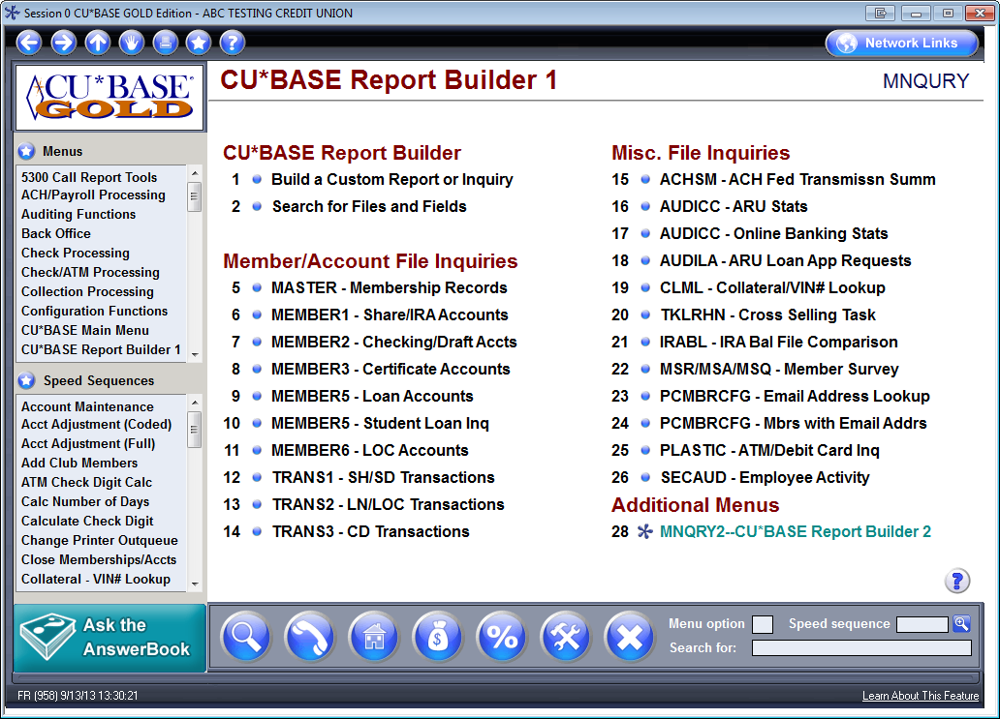 Session 0 CU*BASE GOLD Edition - ABC TESTING CREDIT UNION
Network Links
CU*BASE
GOLD
CU*BASE Report Builder 1
MNQURY
Menus
5300 Call Report Tools
ACH/Payroll Processing
Auditing Functions
Back Office
Check Processing
Check/ATM Processing
Collection Processing
Configuration Functions
CU*BASE Main Menu
CU*BASE Report Builder 1
Speed Sequences
Account Maintenance
Acct Adjustment (Coded)
Acct Adjustment (Full)
Add Club Members
ATM Check Digit Calc
Calc Number of Days
Calculate Check Digit
Change Printer Outqueue
Close Memberships/Accts
Collateral - VIN# Lookup
Ask the
AnswerBook
CU*BASE Report Builder
1 Build a Custom Report or Inquiry
2 Search for Files and Fields
Member/Account File Inquiries
5 MASTER - Membership Records
6 MEMBER1 - Share/IRA Accounts
7 MEMBER2 - Checking/Draft Accts
8 MEMBER3 - Certificate Accounts
9 MEMBER5 - Loan Accounts
10 MEMBER5 - Student Loan Inq
11 MEMBER6 - LOC Accounts
12 TRANS1 - SH/SD Transactions
13 TRANS2 - LN/LOC Transactions
14 TRANS3 - CD Transactions
Misc. File Inquiries
15 ACHSM - ACH Fed Transmissn Summ
16 AUDICC - ARU Stats
17 AUDICC - Online Banking Stats
18 AUDILA - ARU Loan App Requests
19 CLML - Collateral/VIN# Lookup
20 TKLRHN - Cross Selling Task
21 IRABL - IRA Bal File Comparison
22 MSR/MSA/MSQ - Member Survey
23 PCMBRCFG - Email Address Lookup
24 PCMBRCFG - Mbrs with Email Addrs
25 PLASTIC - ATM/Debit Card Inq
26 SECAUD - Employee Activity
Additional Menus
28 MNQRY2--CU*BASE Report Builder 2
Menu option
Speed sequence
Search for:
FR (958) 9/13/13 13:30:21
Learn About This Feature